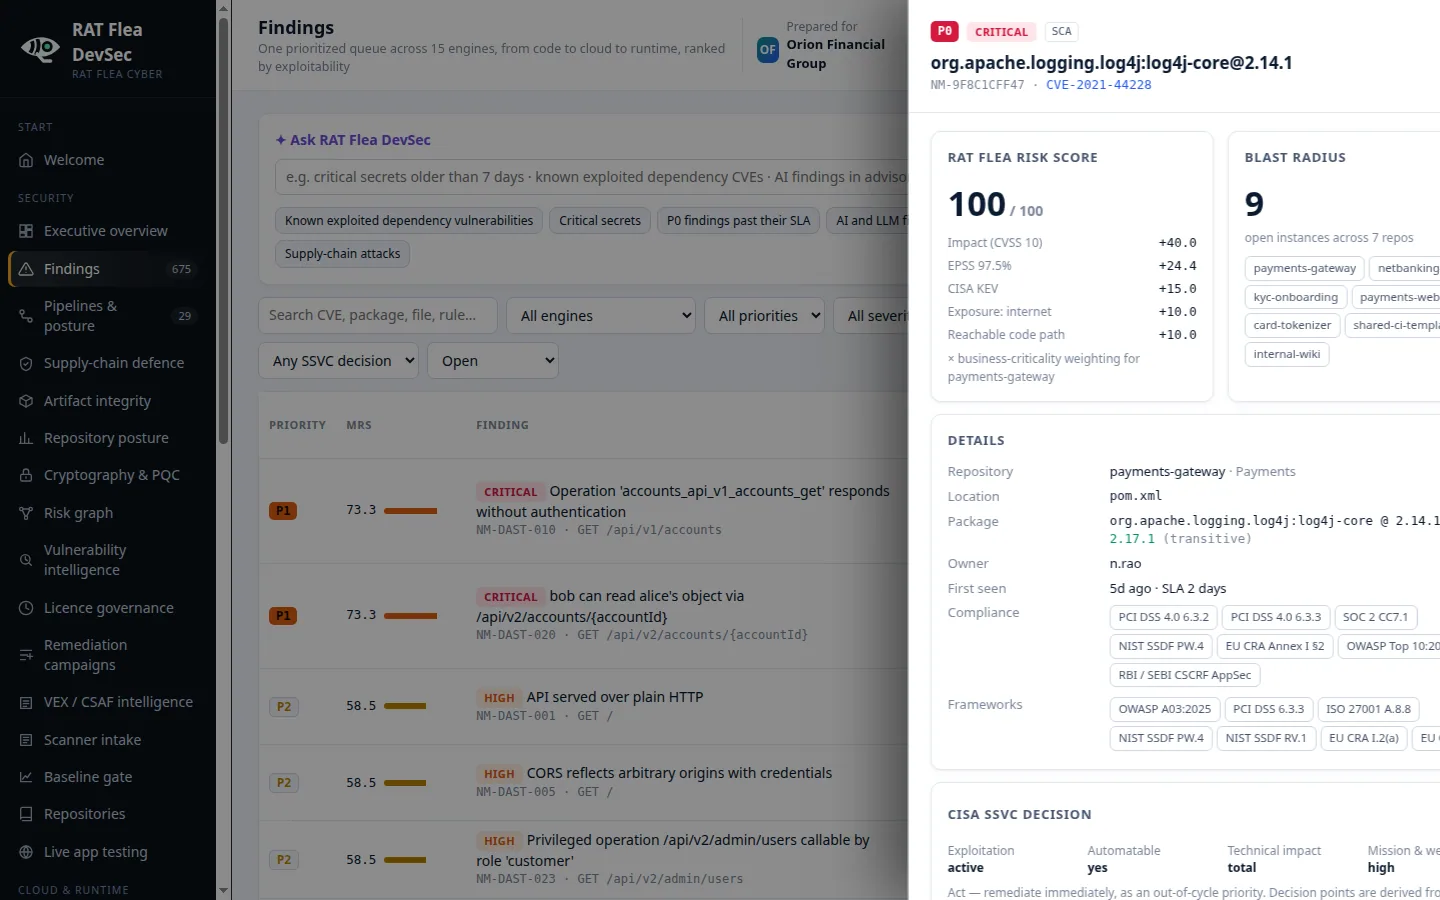 RAT Flea
DevSec
RAT FLEA CYBER
START
Welcome
SECURITY
Executive overview
Findings 675
Pipelines &
posture 29
Supply-chain defence
Artifact integrity
Repository posture
Cryptography & PQC
Risk graph
Vulnerability
intelligence
Licence governance
Remediation
campaigns
VEX / CSAF intelligence
Scanner intake
Baseline gate
Repositories
Live app testing
CLOUD & RUNTIME
Findings
One prioritized queue across 15 engines, from code to cloud to runtime, ranked
by exploitability
OF
Prepared for
Orion Financial
Group
✦ Ask RAT Flea DevSec
e.g. critical secrets older than 7 days · known exploited dependency CVEs · AI findings in adviso
Known exploited dependency vulnerabilities Critical secrets P0 findings past their SLA AI and LLM f
Supply-chain attacks
Search CVE, package, file, rule... All engines All priorities All severi
Any SSVC decision Open
PRIORITY MRS FINDING
P1 73.3 CRITICAL Operation 'accounts_api_v1_accounts_get' responds
without authentication
NM-DAST-010 · GET /api/v1/accounts
P1 73.3 CRITICAL bob can read alice's object via
/api/v2/accounts/{accountId}
NM-DAST-020 · GET /api/v2/accounts/{accountId}
P2 58.5 HIGH API served over plain HTTP
NM-DAST-001 · GET /
P2 58.5 HIGH CORS reflects arbitrary origins with credentials
NM-DAST-005 · GET /
P2 58.5 HIGH Privileged operation /api/v2/admin/users callable by
role 'customer'
NM-DAST-023 · GET /api/v2/admin/users
P0 CRITICAL SCA
org.apache.logging.log4j:log4j-core@2.14.1
NM-9F8C1CFF47 · CVE-2021-44228
RAT FLEA RISK SCORE
100 / 100
Impact (CVSS 10) +40.0
EPSS 97.5% +24.4
CISA KEV +15.0
Exposure: internet +10.0
Reachable code path +10.0
× business-criticality weighting for
payments-gateway
BLAST RADIUS
9
open instances across 7 repos
payments-gateway netbanking
kyc-onboarding payments-web
card-tokenizer shared-ci-templa
internal-wiki
DETAILS
Repository payments-gateway · Payments
Location pom.xml
Package org.apache.logging.log4j:log4j-core @ 2.14.1
2.17.1 (transitive)
Owner n.rao
First seen 5d ago · SLA 2 days
Compliance PCI DSS 4.0 6.3.2 PCI DSS 4.0 6.3.3 SOC 2 CC7.1
NIST SSDF PW.4 EU CRA Annex I §2 OWASP Top 10:20
RBI / SEBI CSCRF AppSec
Frameworks OWASP A03:2025 PCI DSS 6.3.3 ISO 27001 A.8.8
NIST SSDF PW.4 NIST SSDF RV.1 EU CRA I.2(a) EU
CISA SSVC DECISION
Exploitation Automatable Technical impact Mission & we
active yes total high
Act — remediate immediately, as an out-of-cycle priority. Decision points are derived fro